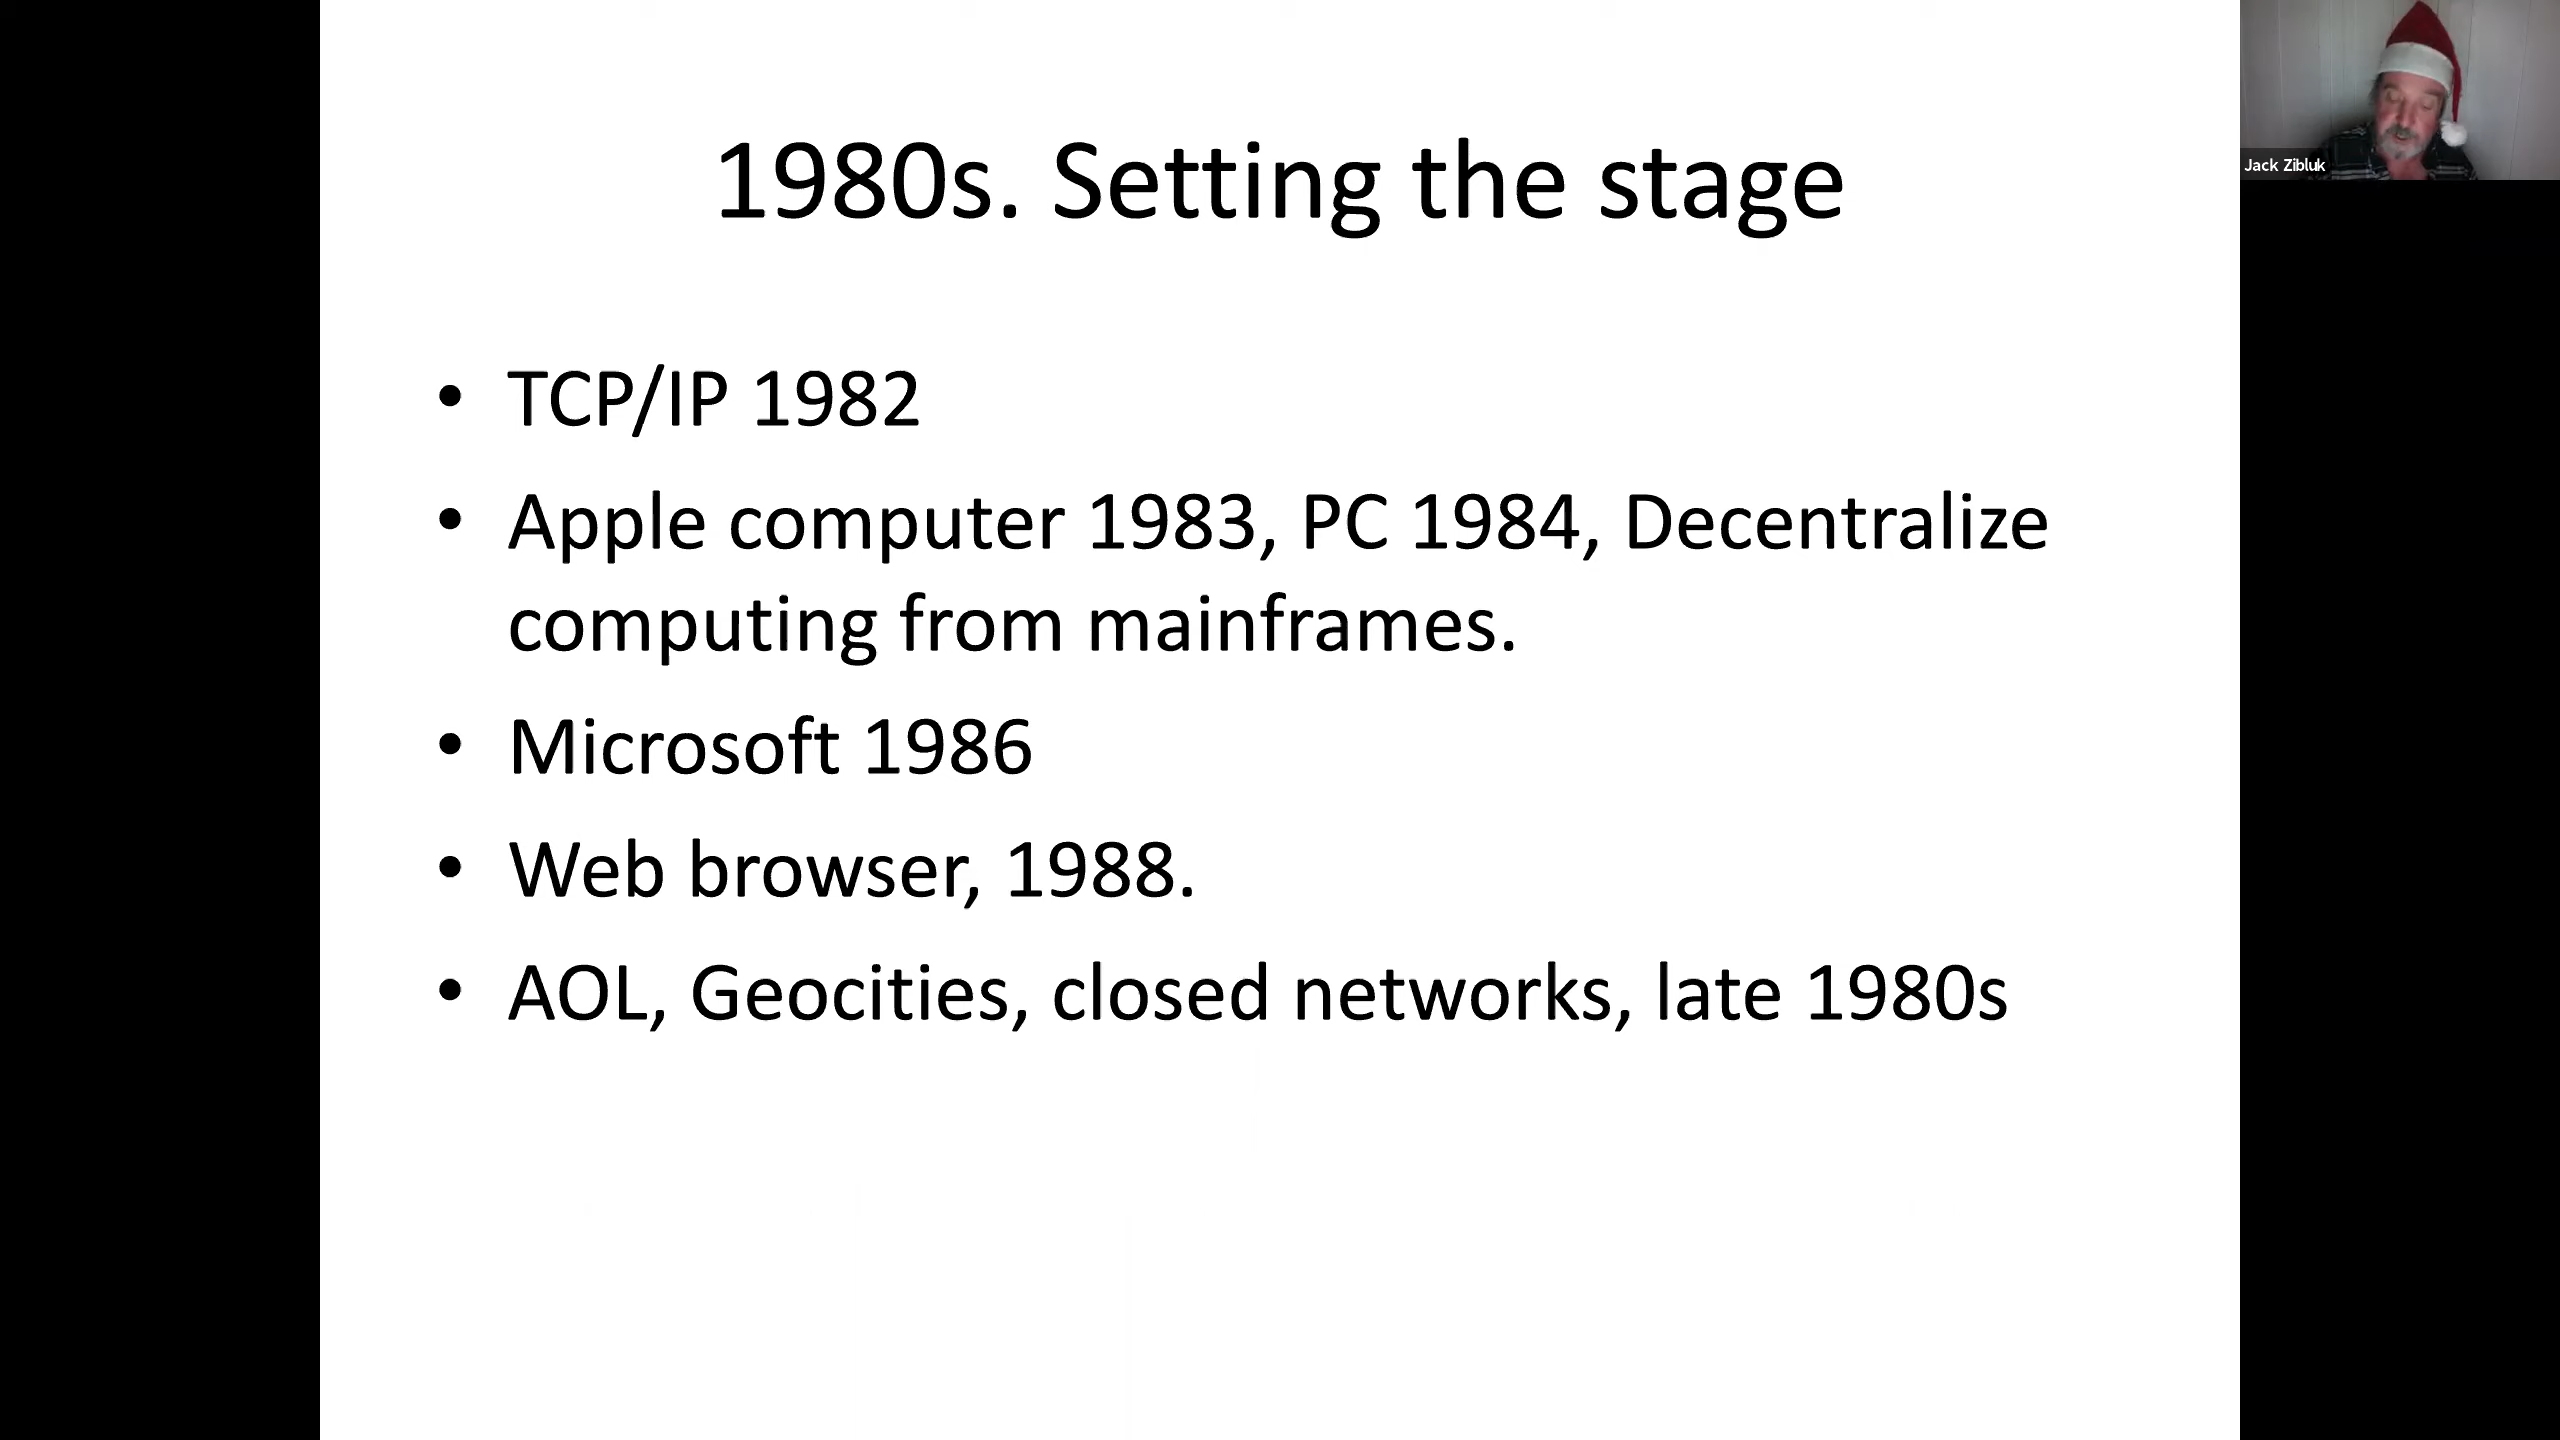 1980s. Setting the stage
• TCP/IP 1982
• Apple computer 1983, PC 1984, Decentralize
computing from mainframes.
• Microsoft 1986
• Web browser, 1988.
• AOL, Geocities, closed networks, late 1980s
Jack Zibluk